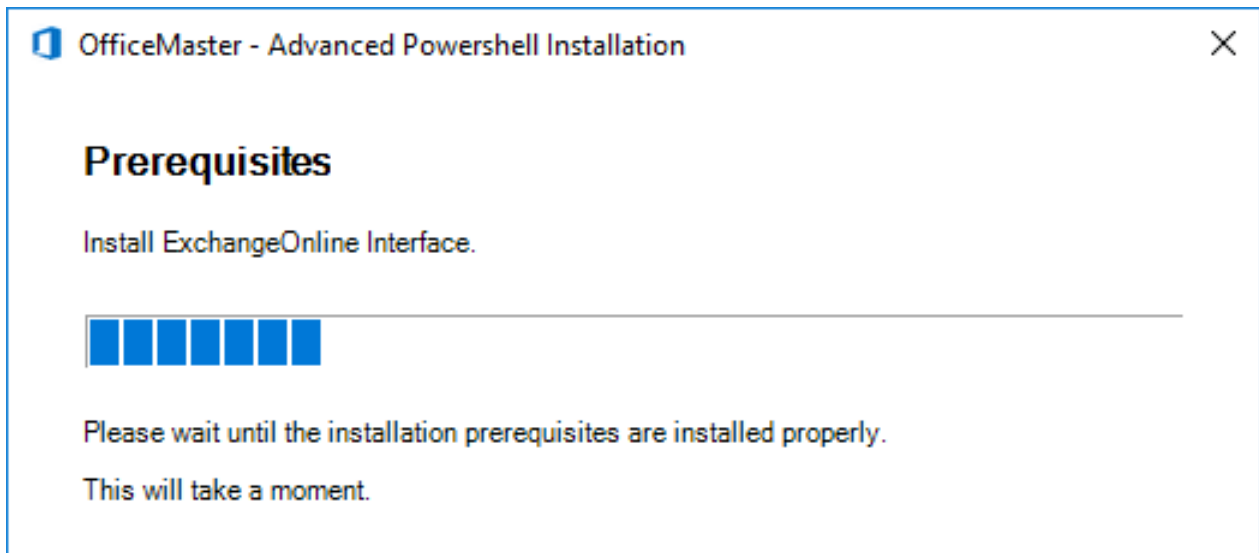 OfficeMaster - Advanced Powershell Installation
Prerequisites
Install ExchangeOnline Interface.
Please wait until the installation prerequisites are installed properly.
This will take a moment.